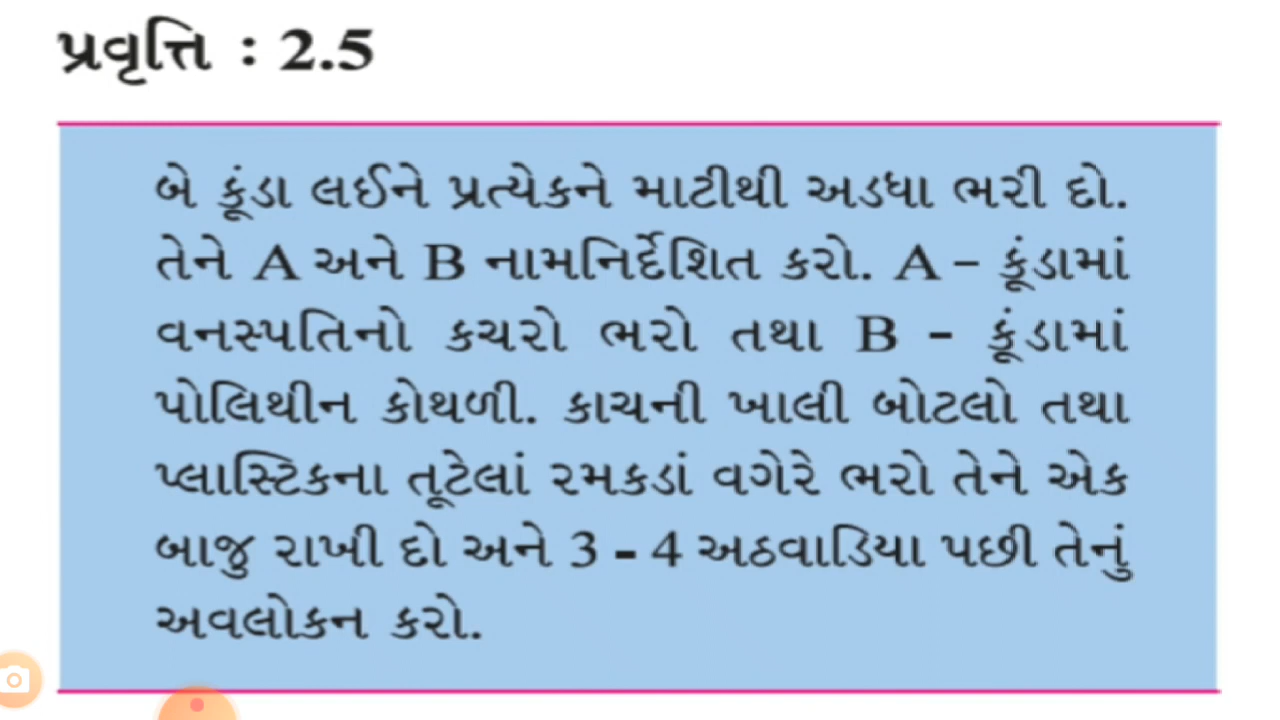 પ્રવૃત્તિ : 2.5
બે કૂંડા લઈને પ્રત્યેકને માટીથી અડધા ભરી દો.
તેને A અને B નામનિર્દેશિત કરો. A – કૂંડામાં
વનસ્પતિનો કચરો ભરો તથા B – કૂંડામાં
પોલિથીન કોથળી. કાચની ખાલી બોટલો તથા
પ્લાસ્ટિકના તૂટેલાં રમકડાં વગેરે ભરો તેને એક
બાજુ રાખી દો અને 3 - 4 અઠવાડિયા પછી તેનું
અવલોકન કરો.